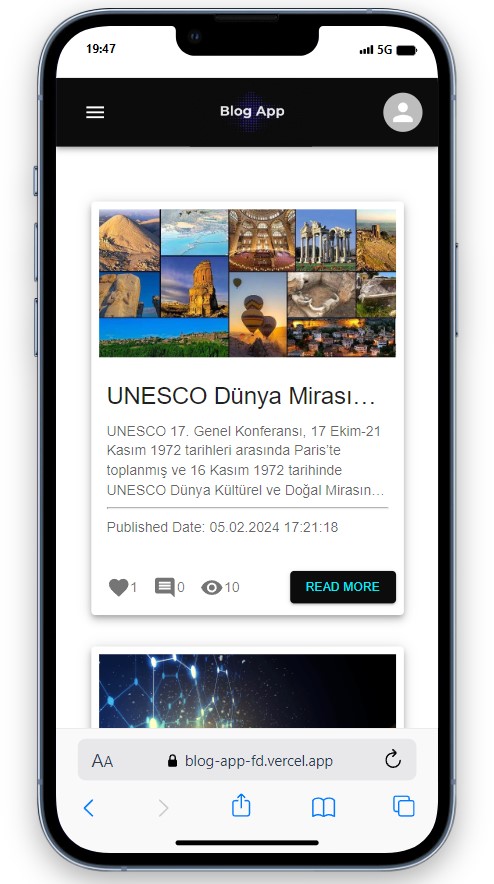 19:47
5G
Blog App
UNESCO Dünya Mirası…
UNESCO 17. Genel Konferansı, 17 Ekim-21
Kasım 1972 tarihleri arasında Paris'te
toplanmış ve 16 Kasım 1972 tarihinde
UNESCO Dünya Kültürel ve Doğal Mirasın…
Published Date: 05.02.2024 17:21:18
1 0 10 READ MORE
AA blog-app-fd.vercel.app